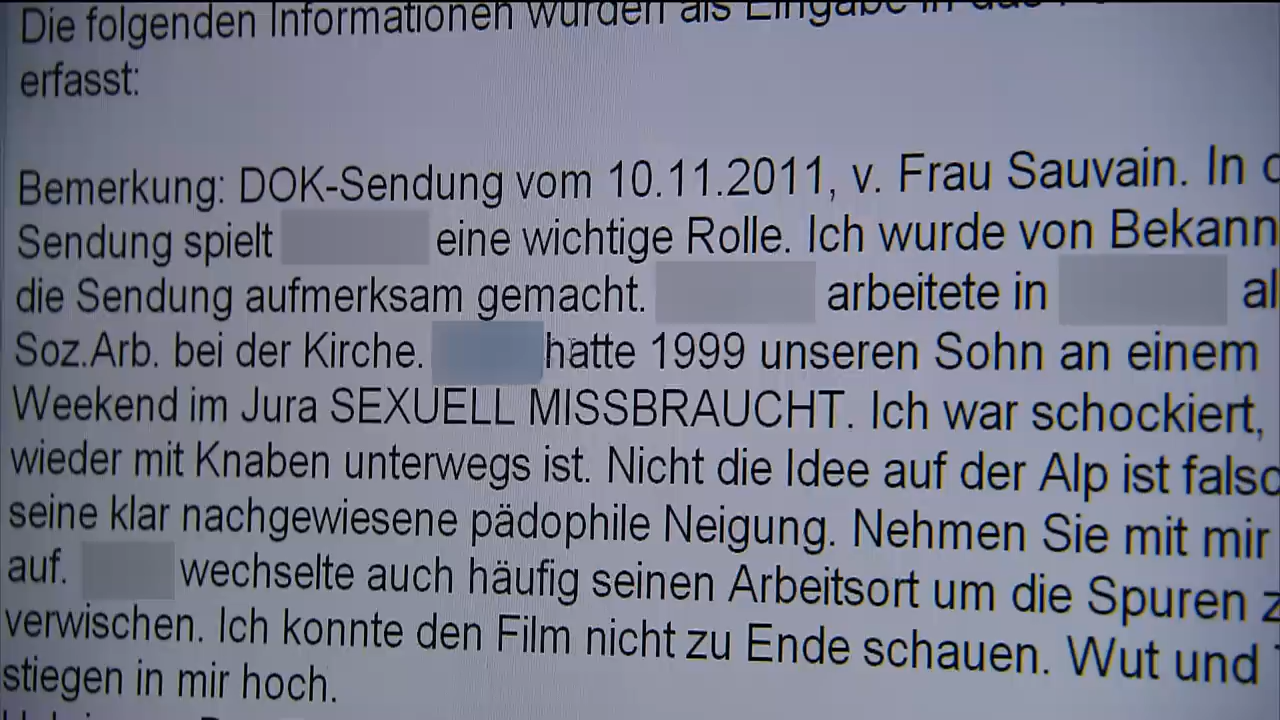 Die folgenden Informationen wurden als Eingabe in das
erfasst:
Bemerkung: DOK-Sendung vom 10.11.2011, v. Frau Sauvain. In
Sendung spielt eine wichtige Rolle. Ich wurde von Bekann
die Sendung aufmerksam gemacht. arbeitete in al
Soz.Arb. bei der Kirche. hatte 1999 unseren Sohn an einem
Weekend im Jura SEXUELL MISSBRAUCHT. Ich war schockiert,
wieder mit Knaben unterwegs ist. Nicht die Idee auf der Alp ist falsc
seine klar nachgewiesene pädophile Neigung. Nehmen Sie mit mir
auf. wechselte auch häufig seinen Arbeitsort um die Spuren z
verwischen. Ich konnte den Film nicht zu Ende schauen. Wut und
stiegen in mir hoch.